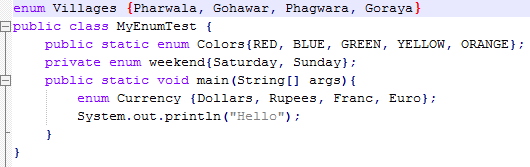 enum Villages {Pharwala, Gohawar, Phagwara, Goraya}
public class MyEnumTest {
    public static enum Colors{RED, BLUE, GREEN, YELLOW, ORANGE};
    private enum weekend{Saturday, Sunday};
    public static void main(String[] args){
        enum Currency {Dollars, Rupees, Franc, Euro};
        System.out.println("Hello");
    }
}